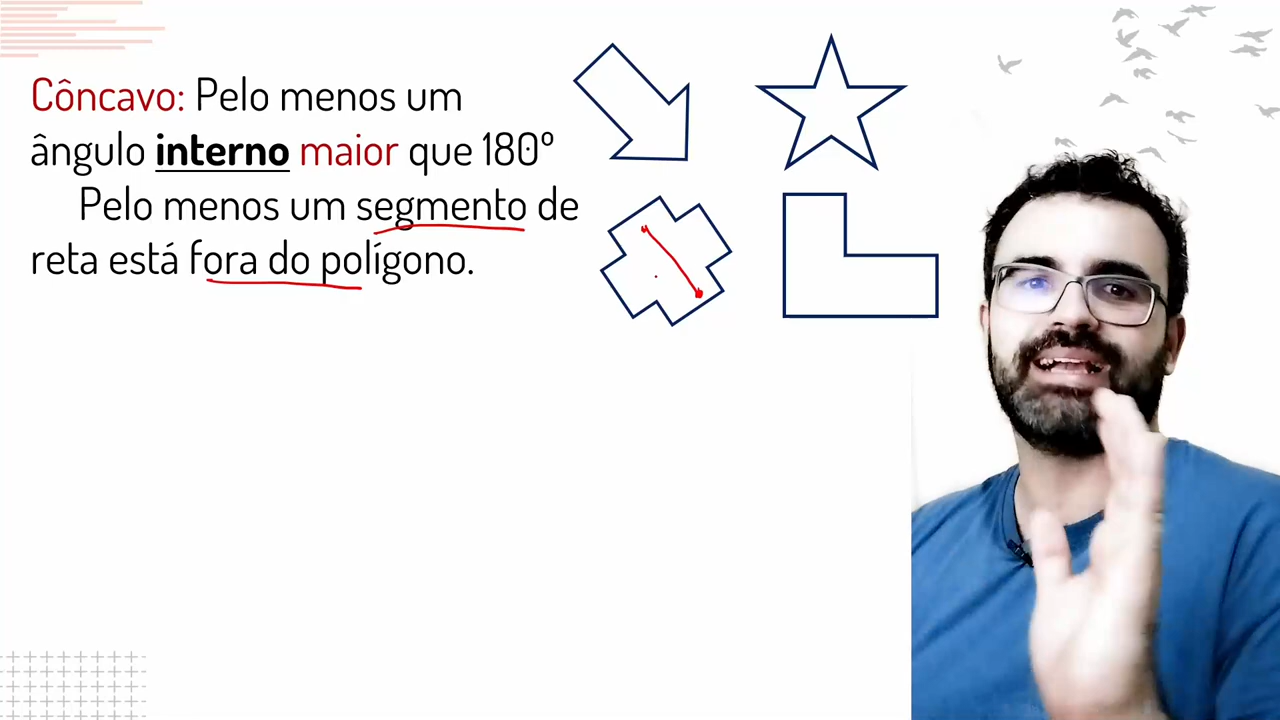 Côncavo: Pelo menos um
ângulo interno maior que 180º
Pelo menos um segmento de
reta está fora do polígono.